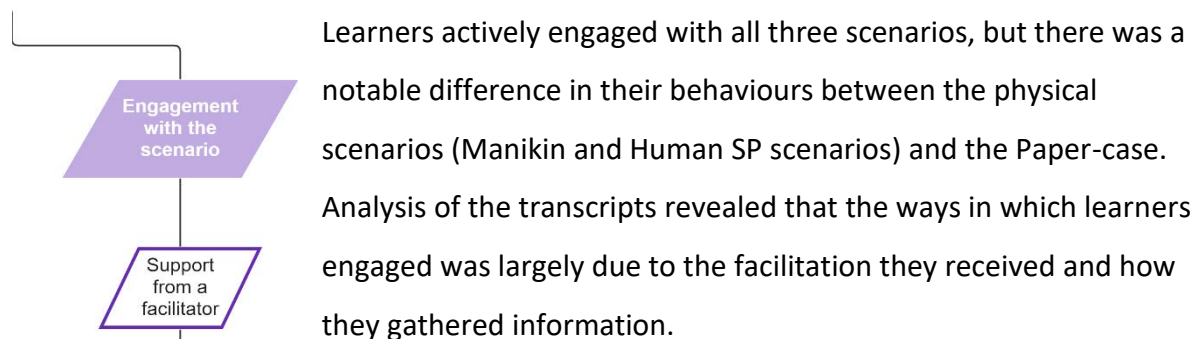 Engagement
with the
scenario
Support
from a
facilitator
Learners actively engaged with all three scenarios, but there was a
notable difference in their behaviours between the physical
scenarios (Manikin and Human SP scenarios) and the Paper-case.
Analysis of the transcripts revealed that the ways in which learners
engaged was largely due to the facilitation they received and how
they gathered information.